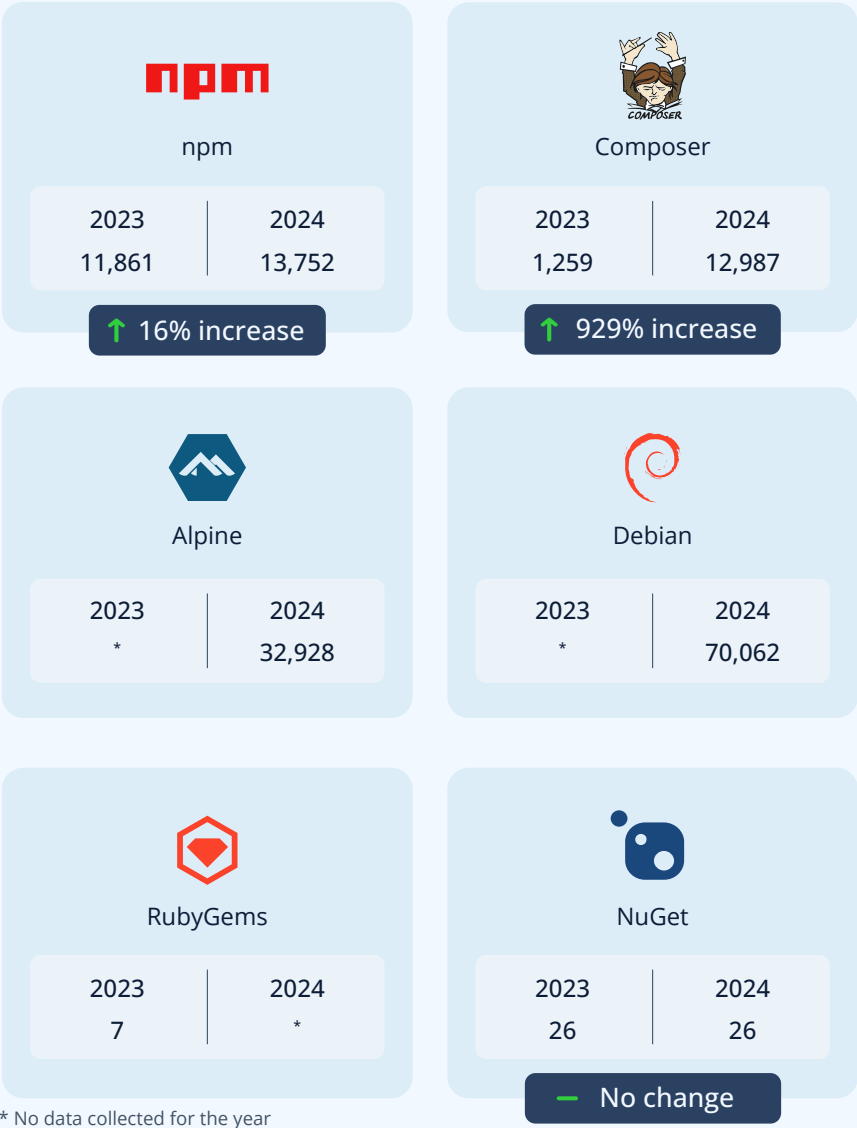 npm
npm
2023 2024
11,861 13,752
↑ 16% increase
COMPOSER
Composer
2023 2024
1,259 12,987
↑ 929% increase
Alpine
2023 2024
* 32,928
Debian
2023 2024
* 70,062
RubyGems
2023 2024
7 *
NuGet
2023 2024
26 26
– No change
* No data collected for the year